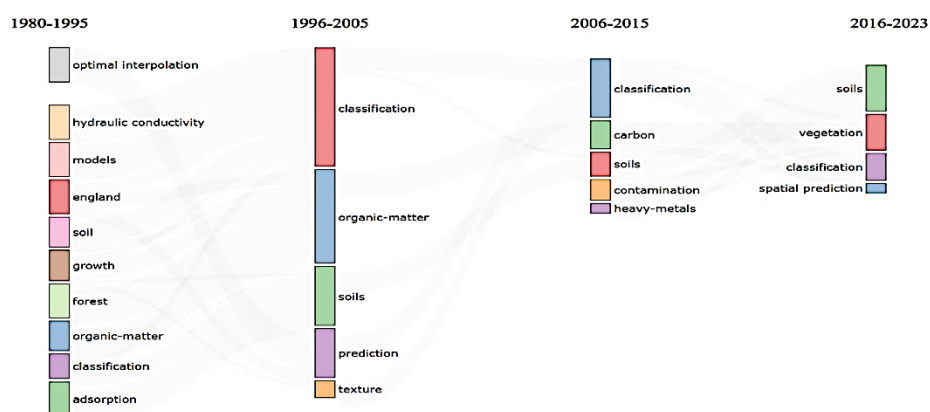 1980-1995
1996-2005
2006-2015
2016-2023
optimal interpolation
hydraulic conductivity
models
england
soil
growth
forest
organic-matter
classification
adsorption
classification
organic-matter
soils
prediction
texture
classification
carbon
soils
contamination
heavy-metals
soils
vegetation
classification
spatial prediction